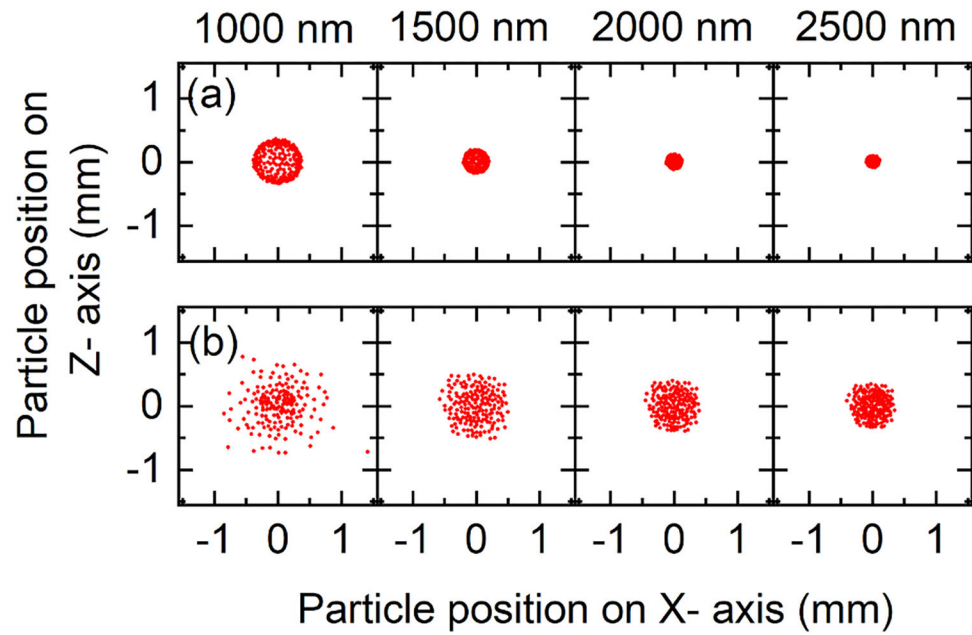 1000 nm 1500 nm 2000 nm 2500 nm
Particle position on
Z- axis (mm)
(a)
1
0
-1
(b)
1
0
-1
-1 0 1 -1 0 1 -1 0 1 -1 0 1
Particle position on X- axis (mm)